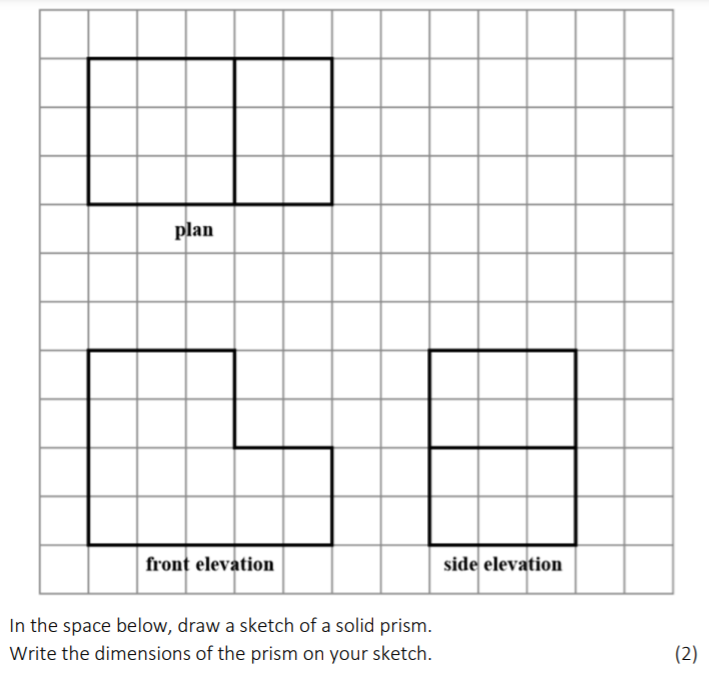 plan
front elevation
side elevation
In the space below, draw a sketch of a solid prism.
Write the dimensions of the prism on your sketch. (2)